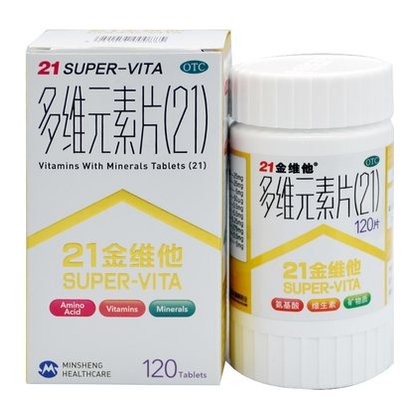 21 SUPER-VITA
OTC
多维元素片(21)
Vitamins With Minerals Tablets (21)
21金维他
SUPER-VITA
Amino Acid
Vitamins
Minerals
MINSHENG
HEALTHCARE
120 Tablets
21金维他®
OTC
多维元素片(21)
120片
21金维他
SUPER-VITA
氨基酸
维生素
矿物质